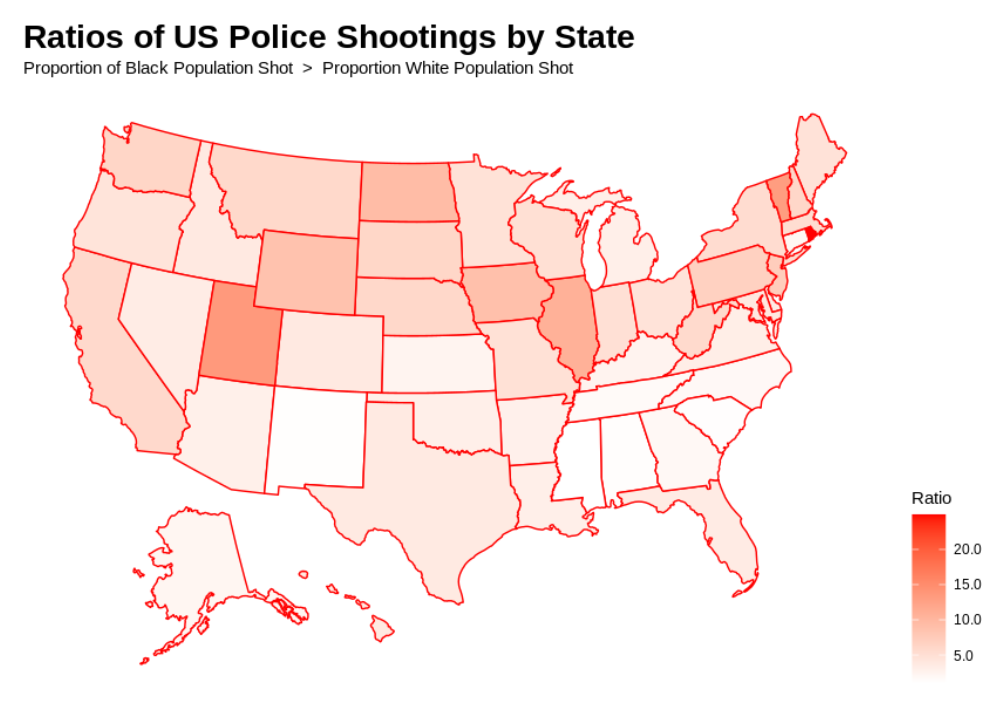 Ratios of US Police Shootings by State
Proportion of Black Population Shot > Proportion White Population Shot
Ratio
20.0
15.0
10.0
5.0